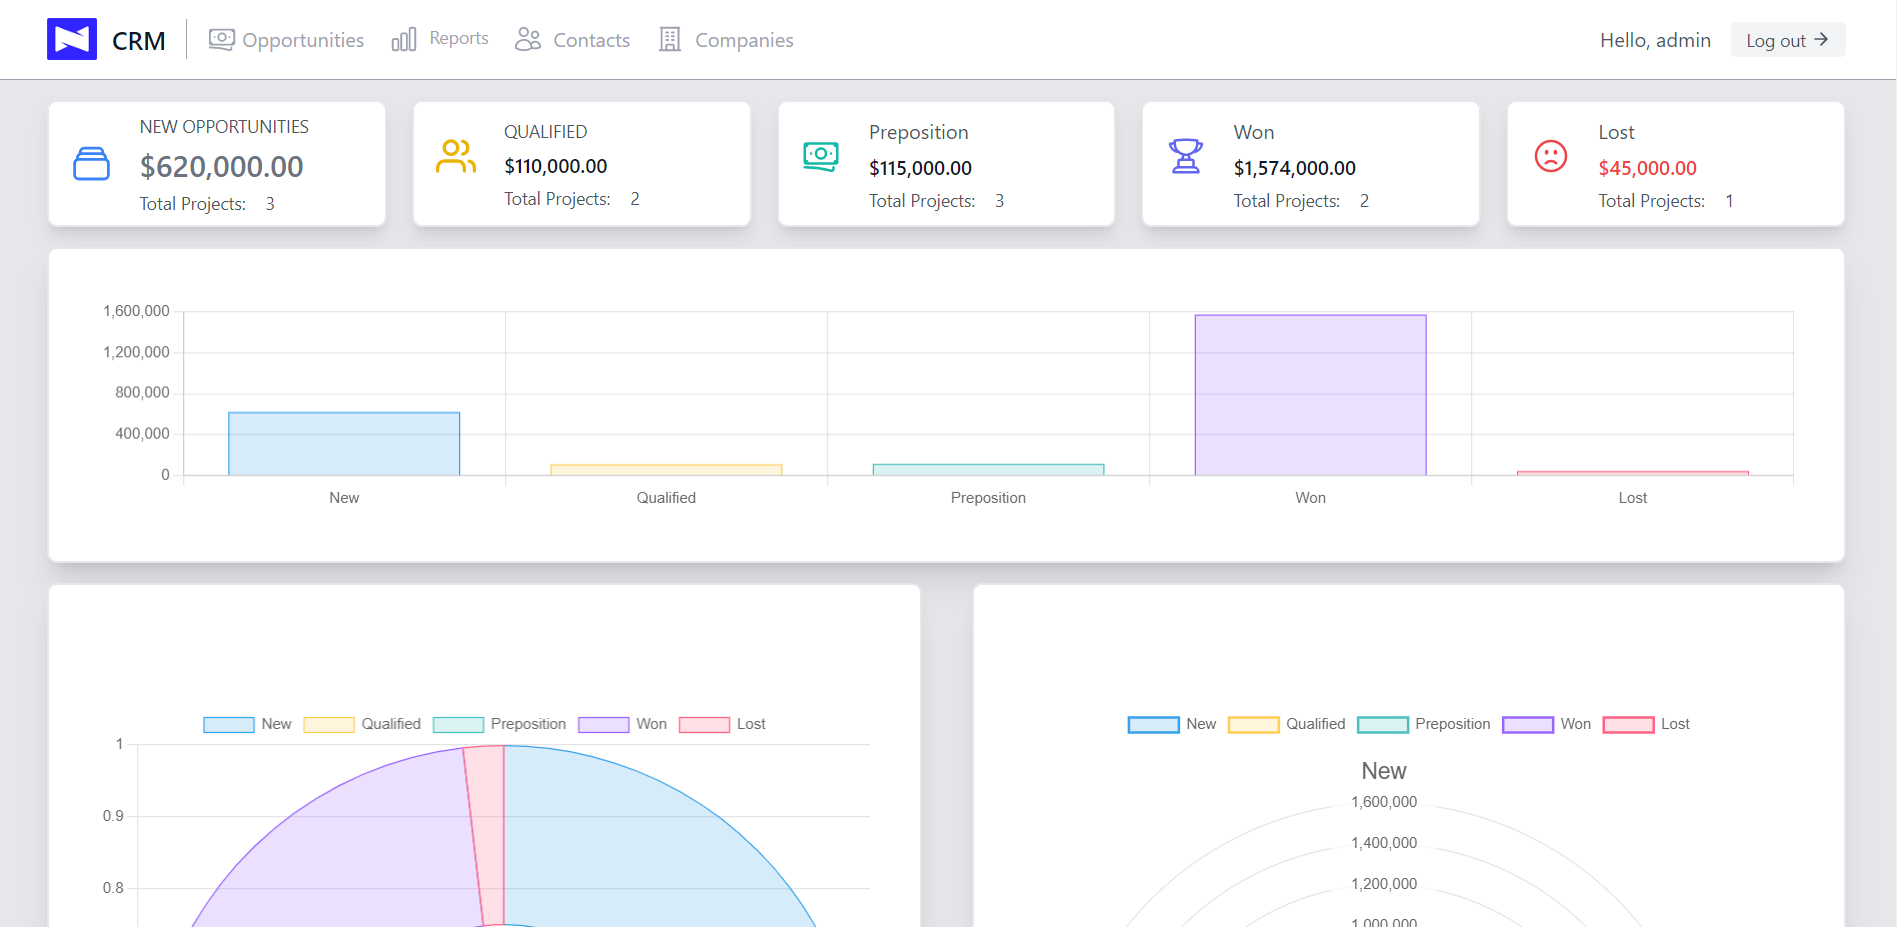 CRM Opportunities Reports Contacts Companies Hello, admin Log out
NEW OPPORTUNITIES
$620,000.00
Total Projects: 3
QUALIFIED
$110,000.00
Total Projects: 2
Preposition
$115,000.00
Total Projects: 3
Won
$1,574,000.00
Total Projects: 2
Lost
$45,000.00
Total Projects: 1
1,600,000
1,200,000
800,000
400,000
0
New Qualified Preposition Won Lost
New Qualified Preposition Won Lost
1
0.9
0.8
New Qualified Preposition Won Lost
New
1,600,000
1,400,000
1,200,000
1,000,000